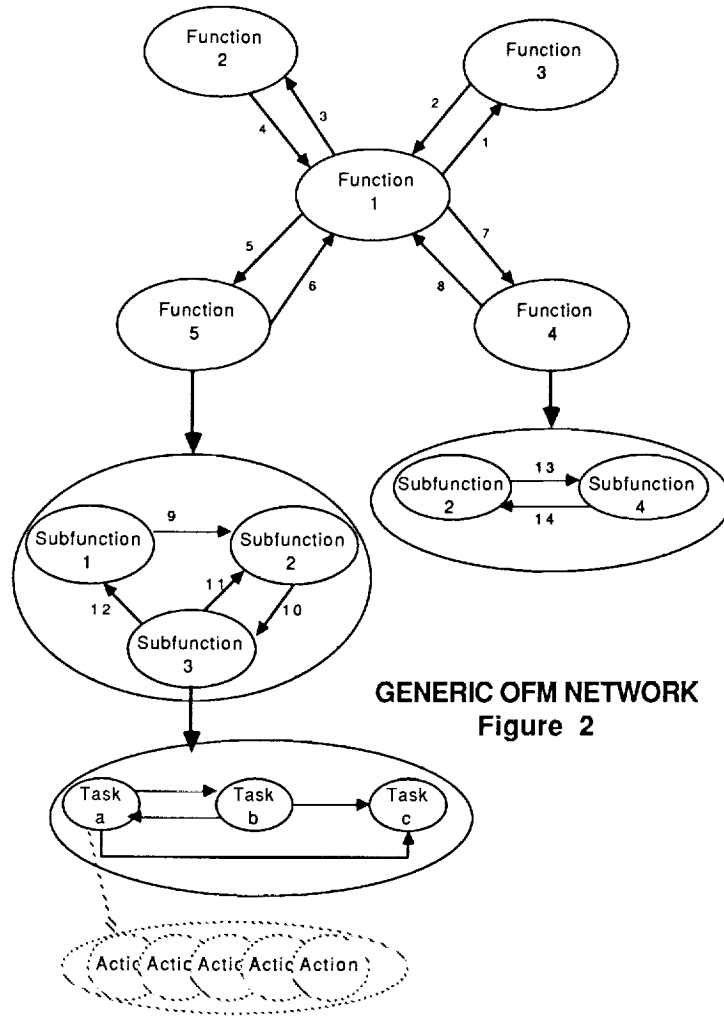 Function
2
Function
3
4
3
2
1
Function
1
5
6
7
8
Function
5
Function
4
9
Subfunction
1
Subfunction
2
12
11
10
Subfunction
3
13
Subfunction
2
Subfunction
4
14
GENERIC OFM NETWORK
Figure 2
Task
a
Task
b
Task
c
Actic Actic Actic Actic Action